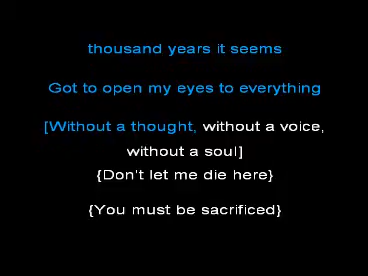 thousand years it seems
Got to open my eyes to everything
[Without a thought, without a voice,
without a soul]
{Don't let me die here}
{You must be sacrificed}